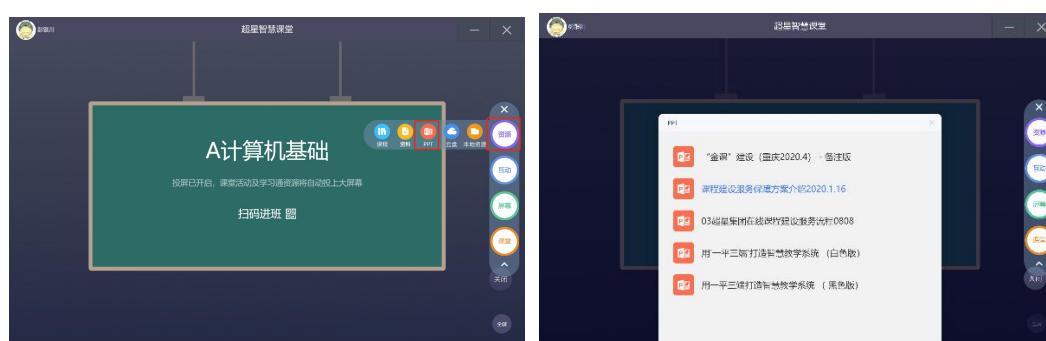 超星智慧课堂
A计算机基础
投屏已开启，课堂活动及学习通资源将自动投上大屏幕
扫码进班
课程 资料 PPT 云盘 本地资源
资源
互动
屏幕
课堂
关闭
全屏
超星智慧课堂
PPT
“金课”建设（重庆2020.4） - 备注版
课程建设服务保障方案介绍2020.1.16
03超星集团在线课程建设服务流程0808
用一平三端打造智慧教学系统 （白色版）
用一平三端打造智慧教学系统 （ 黑色版）
资源
互动
屏幕
关闭